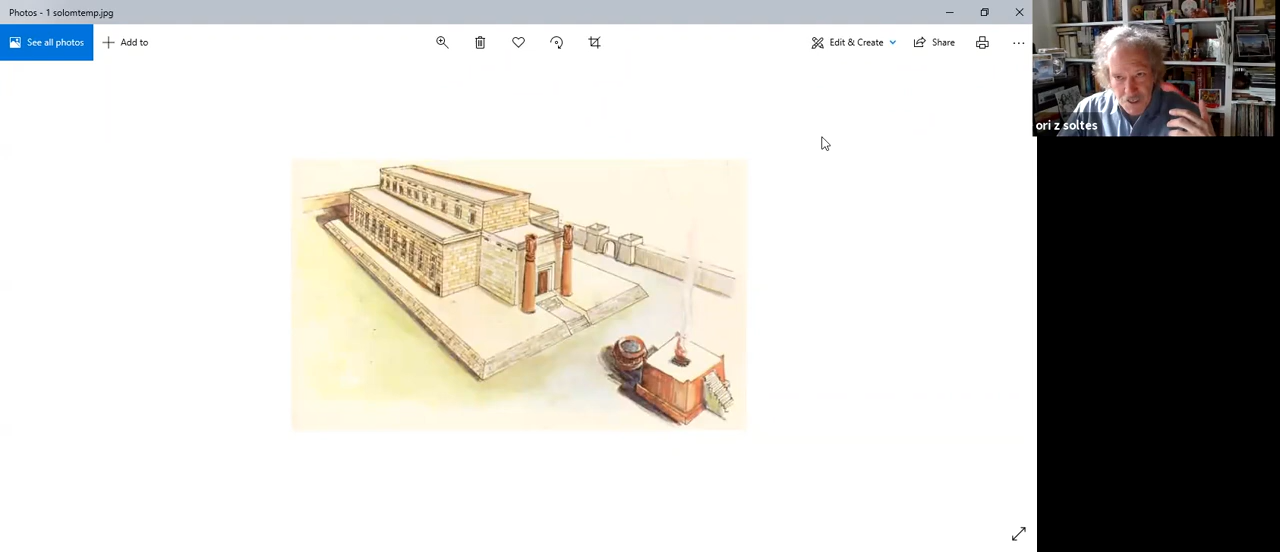 Photos - 1 solomtemp.jpg
See all photos
Add to
Edit & Create
Share
ori z soltes